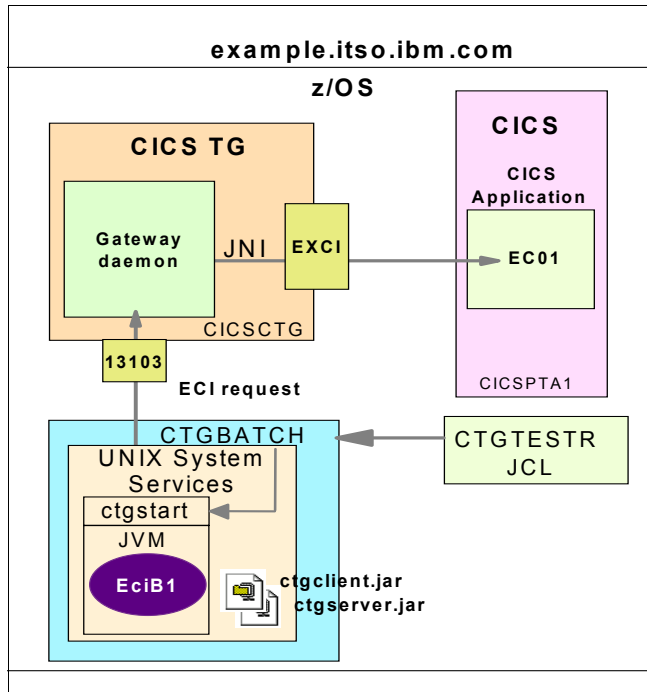 example.itso.ibm.com
z/OS
CICS TG
Gateway
daemon
JNI
EXCI
CICSCTG
CICS
CICS
Application
EC01
CICSPTA1
13103
ECI request
CTGBATCH
UNIX System
Services
ctgstart
JVM
EciB1
ctgclient.jar
ctgserver.jar
CTGTESTR
JCL